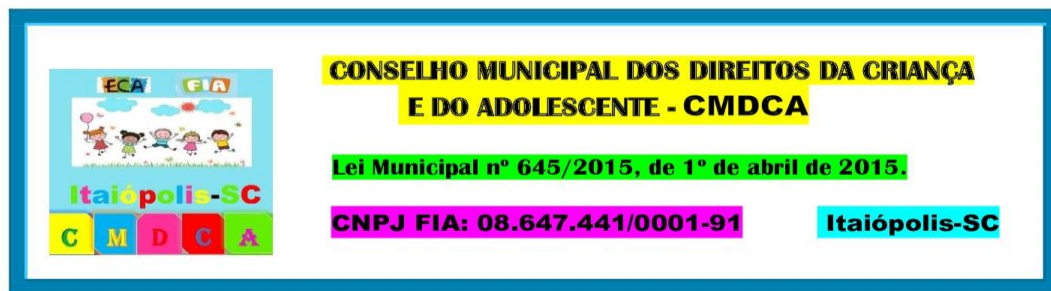 ECA FIA
Itaiópolis-SC
C M D C A
CONSELHO MUNICIPAL DOS DIREITOS DA CRIANÇA
E DO ADOLESCENTE - CMDCA
Lei Municipal nº 645/2015, de 1º de abril de 2015.
CNPJ FIA: 08.647.441/0001-91 Itaiópolis-SC